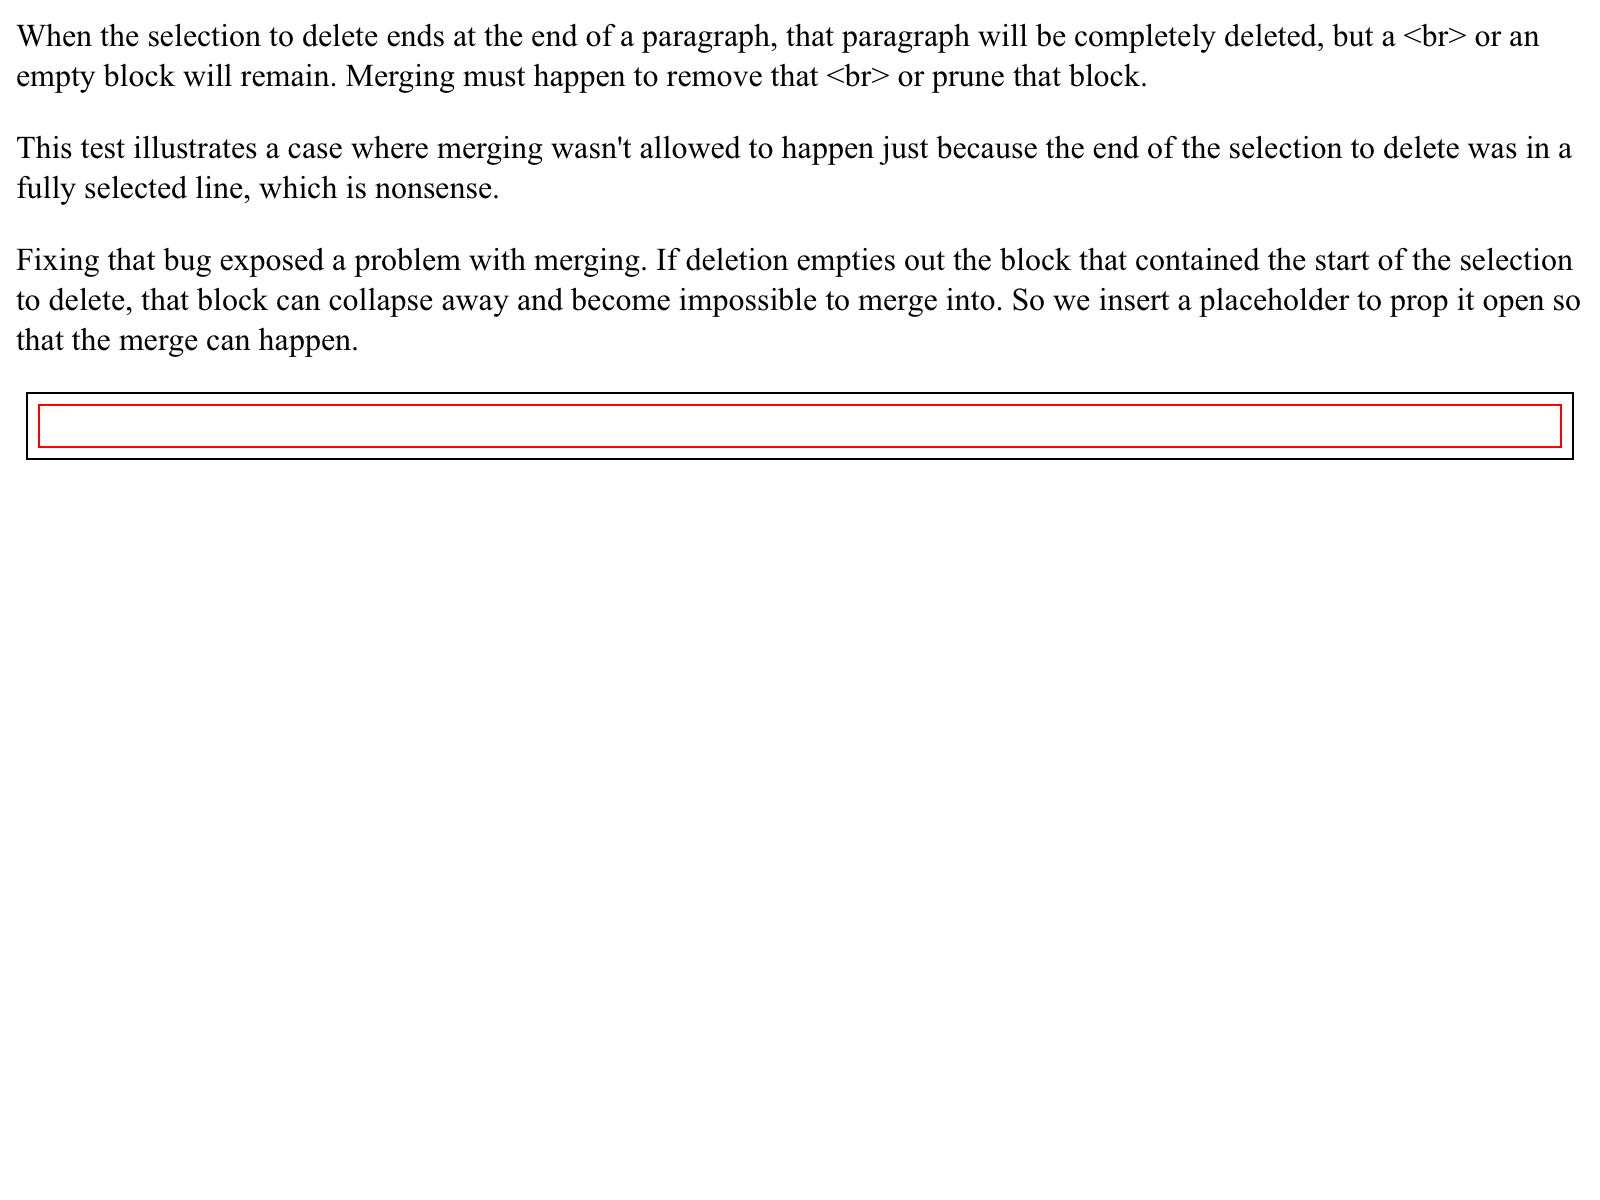 When the selection to delete ends at the end of a paragraph, that paragraph will be completely deleted, but a <br> or an
empty block will remain. Merging must happen to remove that <br> or prune that block.
This test illustrates a case where merging wasn't allowed to happen just because the end of the selection to delete was in a
fully selected line, which is nonsense.
Fixing that bug exposed a problem with merging. If deletion empties out the block that contained the start of the selection
to delete, that block can collapse away and become impossible to merge into. So we insert a placeholder to prop it open so
that the merge can happen.